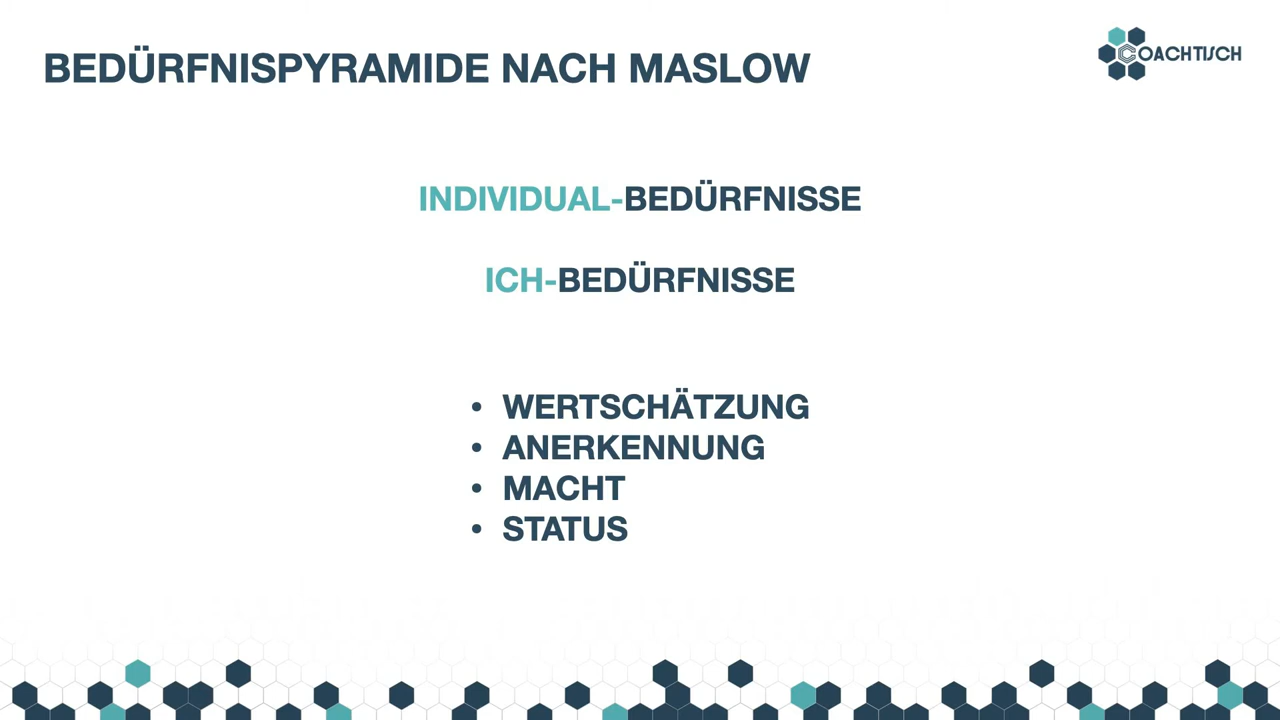 BEDÜRFNISPYRAMIDE NACH MASLOW
COACHTISCH
INDIVIDUAL-BEDÜRFNISSE
ICH-BEDÜRFNISSE
• WERTSCHÄTZUNG
• ANERKENNUNG
• MACHT
• STATUS